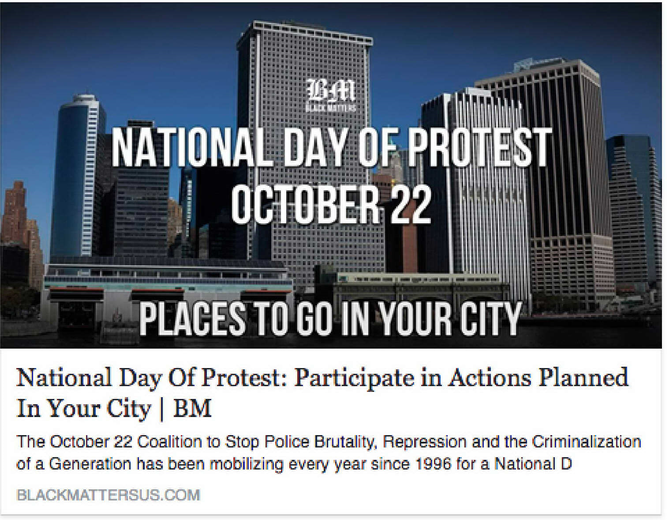 BM
BLACK MATTERS
NATIONAL DAY OF PROTEST
OCTOBER 22
PLACES TO GO IN YOUR CITY
National Day Of Protest: Participate in Actions Planned
In Your City | BM
The October 22 Coalition to Stop Police Brutality, Repression and the Criminalization
of a Generation has been mobilizing every year since 1996 for a National D
BLACKMATTERSUS.COM